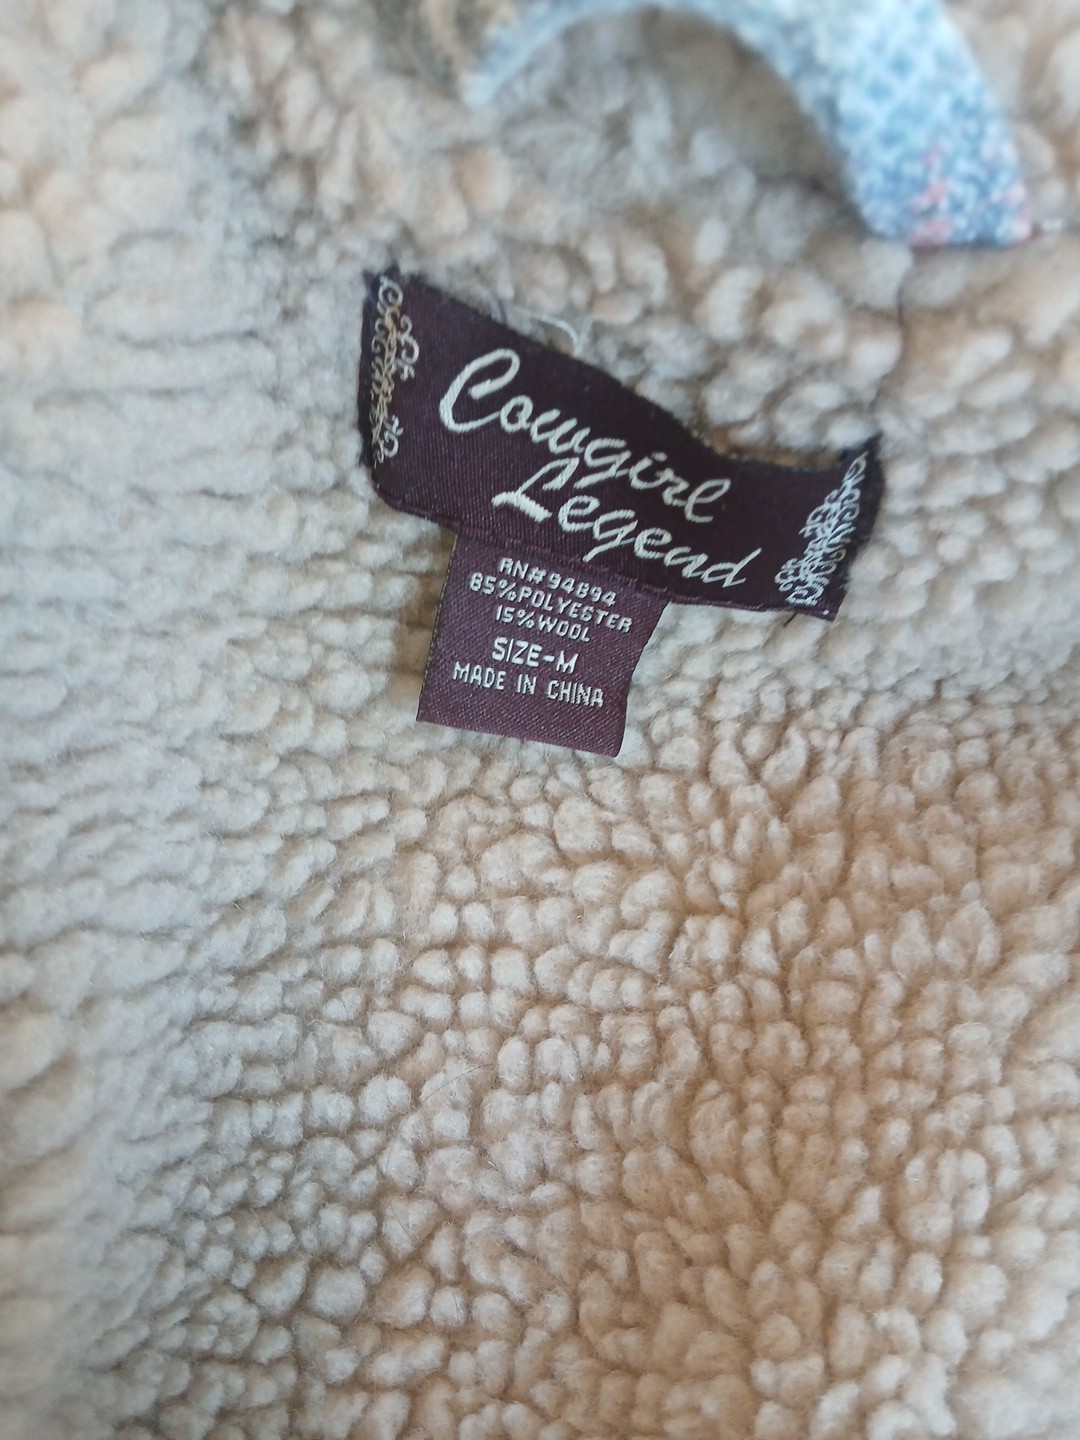 Cowgirl
Legend
RN#94894
85%POLYESTER
15%WOOL
SIZE-M
MADE IN CHINA